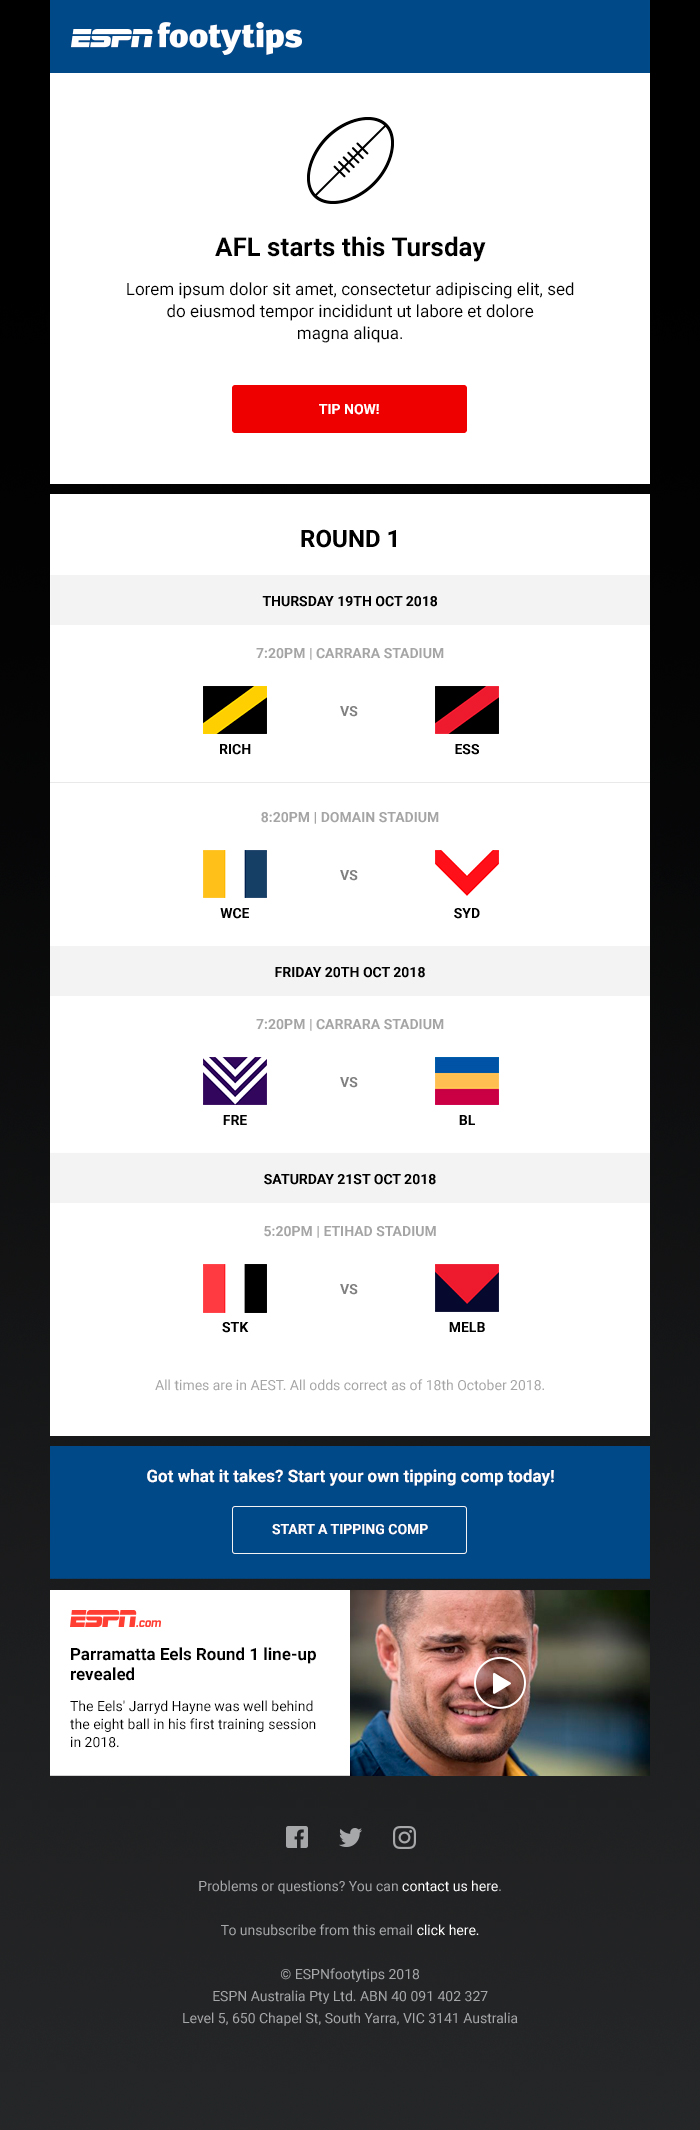 ESPN footytips
AFL starts this Tursday
Lorem ipsum dolor sit amet, consectetur adipiscing elit, sed
do eiusmod tempor incididunt ut labore et dolore
magna aliqua.
TIP NOW!
ROUND 1
THURSDAY 19TH OCT 2018
7:20PM | CARRARA STADIUM
VS
RICH ESS
8:20PM | DOMAIN STADIUM
VS
WCE SYD
FRIDAY 20TH OCT 2018
7:20PM | CARRARA STADIUM
VS
FRE BL
SATURDAY 21ST OCT 2018
5:20PM | ETIHAD STADIUM
VS
STK MELB
All times are in AEST. All odds correct as of 18th October 2018.
Got what it takes? Start your own tipping comp today!
START A TIPPING COMP
ESPN.com
Parramatta Eels Round 1 line-up
revealed
The Eels' Jarryd Hayne was well behind
the eight ball in his first training session
in 2018.
Problems or questions? You can contact us here.
To unsubscribe from this email click here.
© ESPNfootytips 2018
ESPN Australia Pty Ltd. ABN 40 091 402 327
Level 5, 650 Chapel St, South Yarra, VIC 3141 Australia